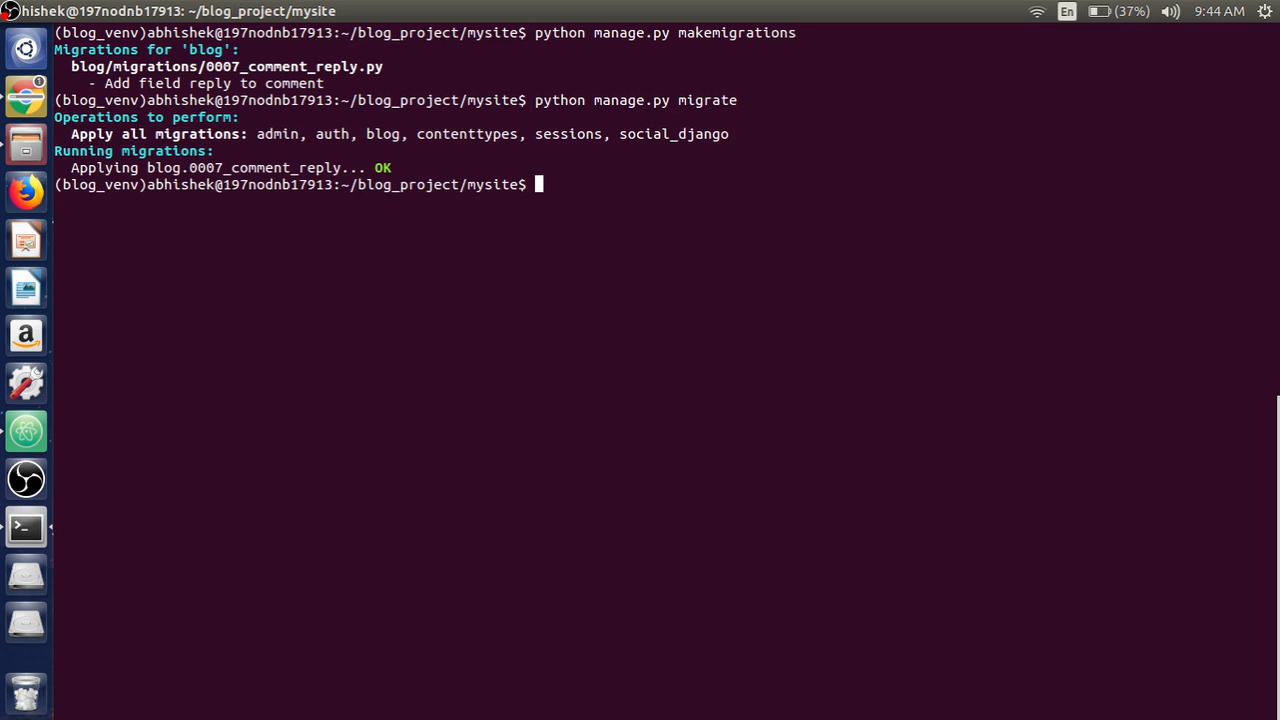 hishek@197nodnb17913: ~/blog_project/mysite
En (37%) 9:44 AM
(blog_venv)abhishek@197nodnb17913:~/blog_project/mysite$ python manage.py makemigrations
Migrations for 'blog':
blog/migrations/0007_comment_reply.py
- Add field reply to comment
(blog_venv)abhishek@197nodnb17913:~/blog_project/mysite$ python manage.py migrate
Operations to perform:
Apply all migrations: admin, auth, blog, contenttypes, sessions, social_django
Running migrations:
Applying blog.0007_comment_reply... OK
(blog_venv)abhishek@197nodnb17913:~/blog_project/mysite$